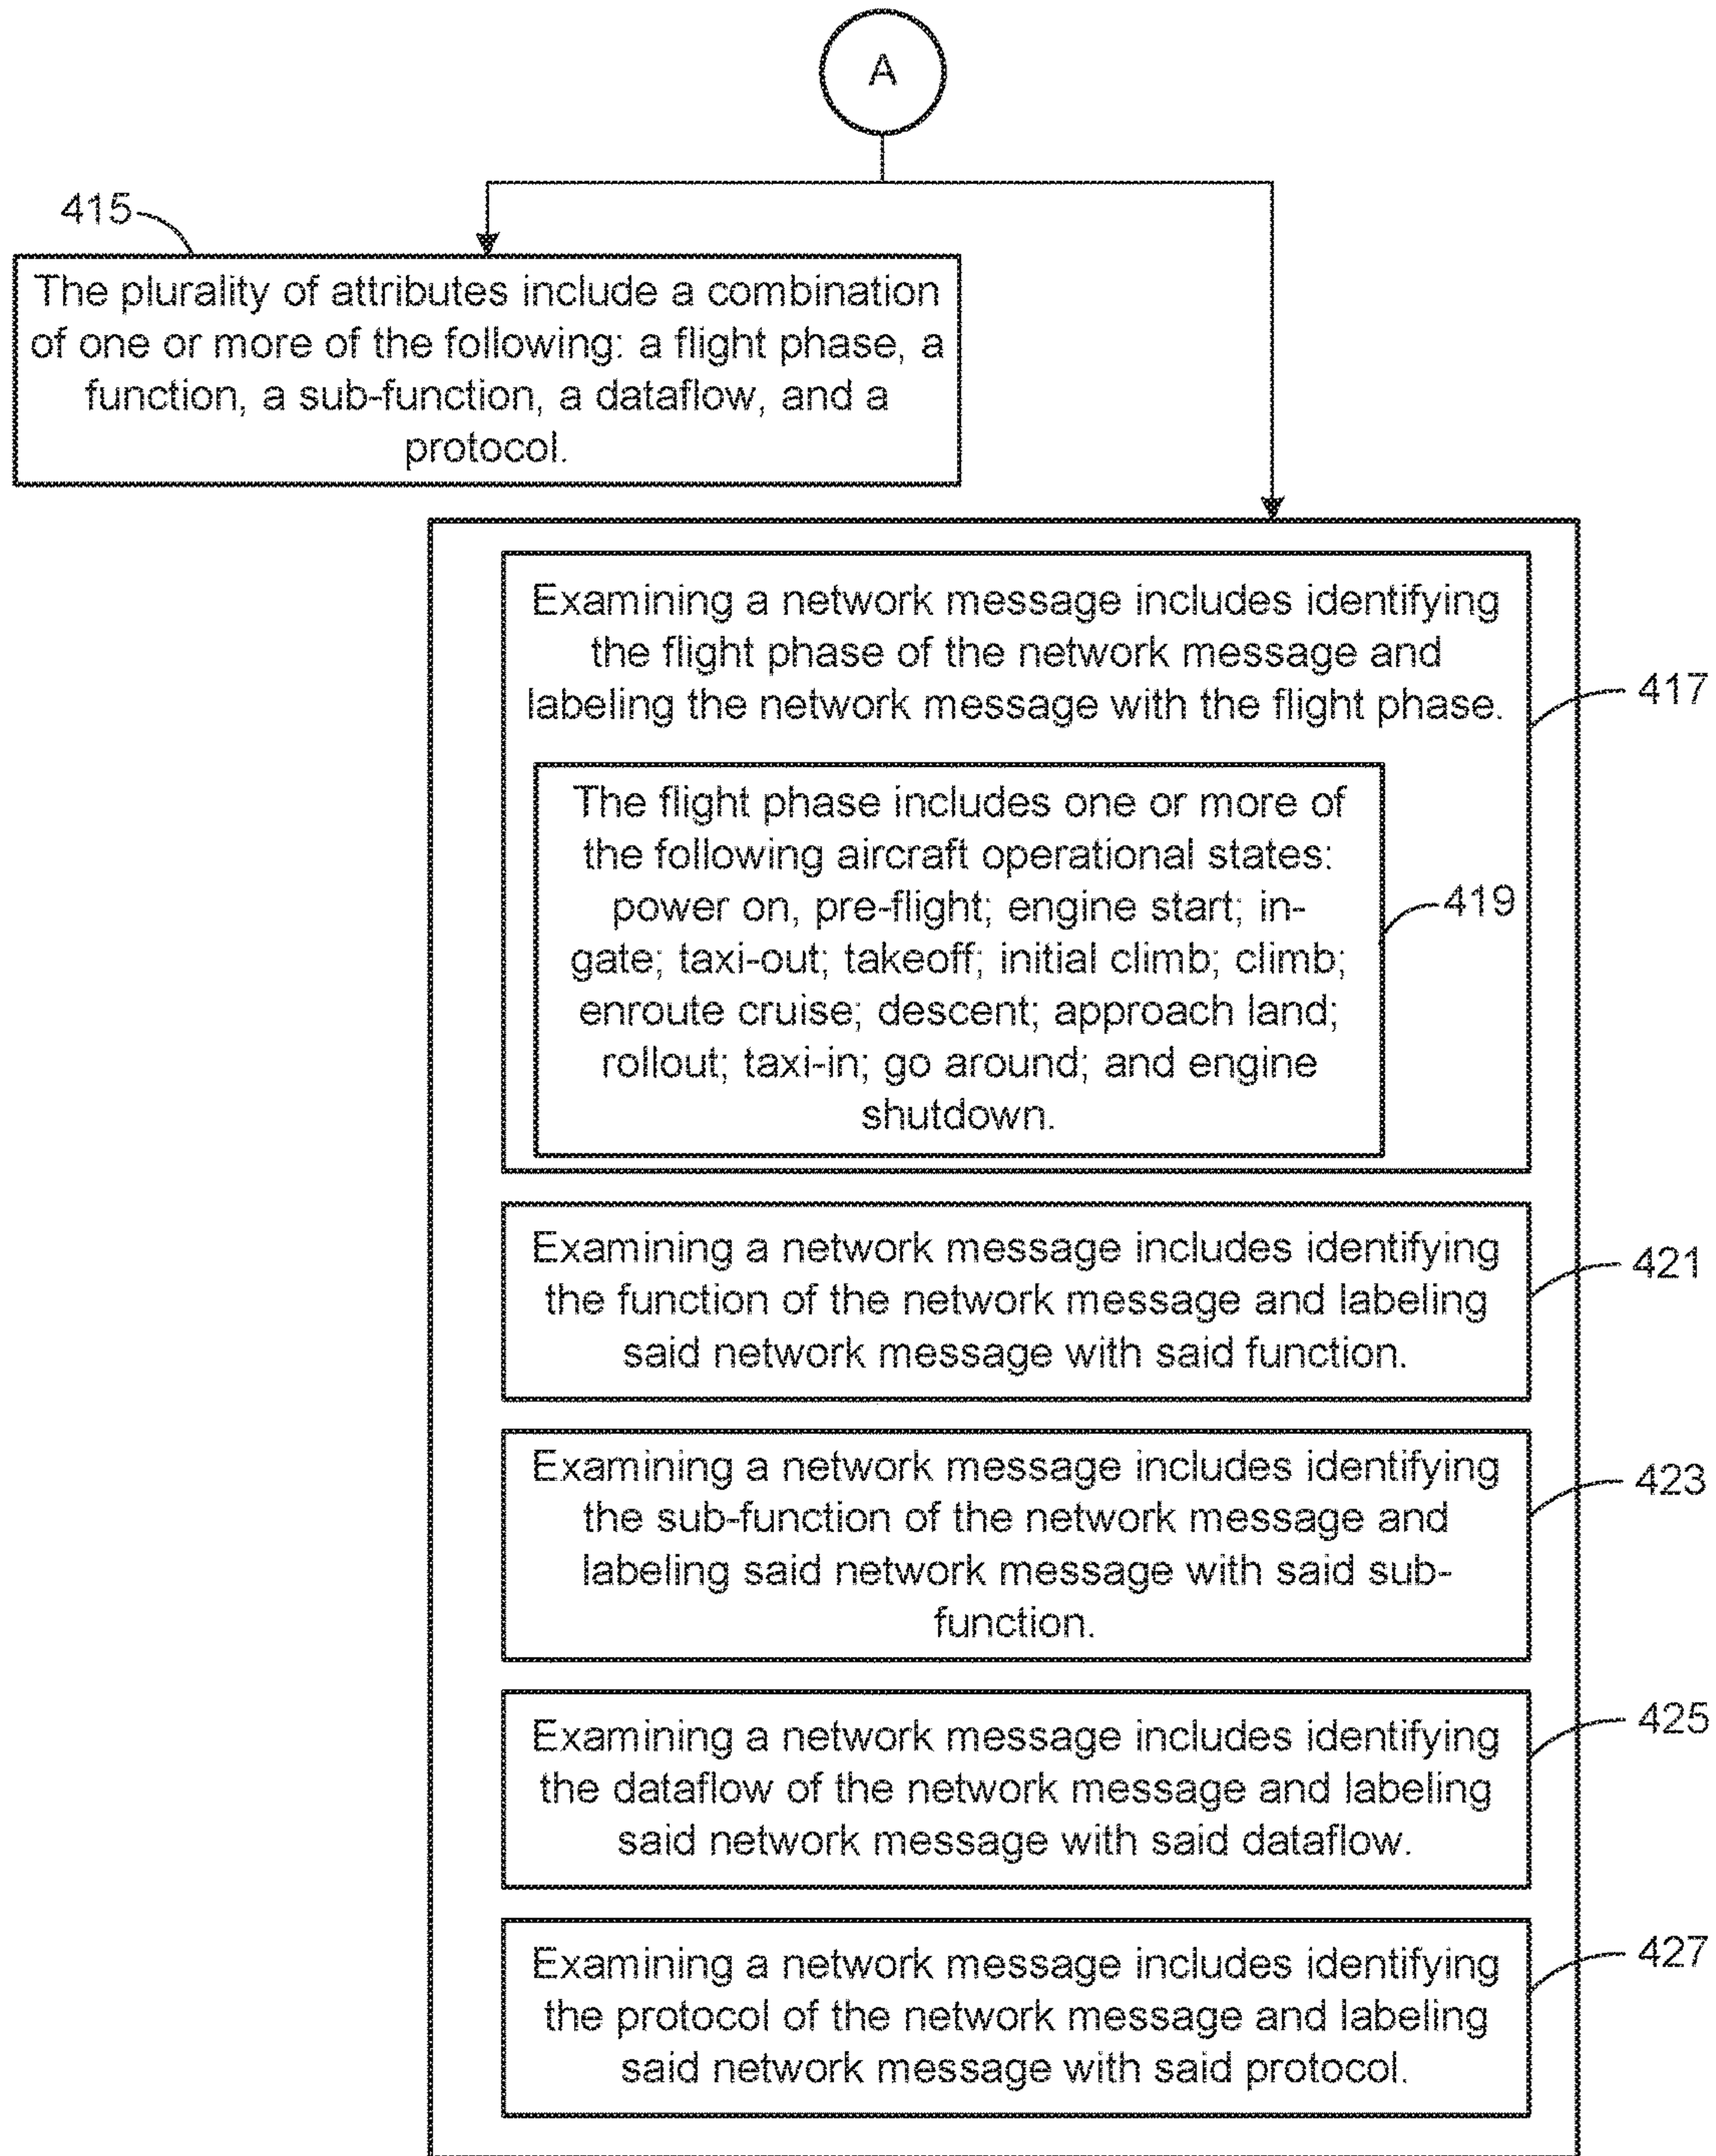 A
415
The plurality of attributes include a combination
of one or more of the following: a flight phase, a
function, a sub-function, a dataflow, and a
protocol.
Examining a network message includes identifying
the flight phase of the network message and
labeling the network message with the flight phase.
417
The flight phase includes one or more of
the following aircraft operational states:
power on, pre-flight; engine start; in-
gate; taxi-out; takeoff; initial climb; climb;
enroute cruise; descent; approach land;
rollout; taxi-in; go around; and engine
shutdown.
419
Examining a network message includes identifying
the function of the network message and labeling
said network message with said function.
421
Examining a network message includes identifying
the sub-function of the network message and
labeling said network message with said sub-
function.
423
Examining a network message includes identifying
the dataflow of the network message and labeling
said network message with said dataflow.
425
Examining a network message includes identifying
the protocol of the network message and labeling
said network message with said protocol.
427